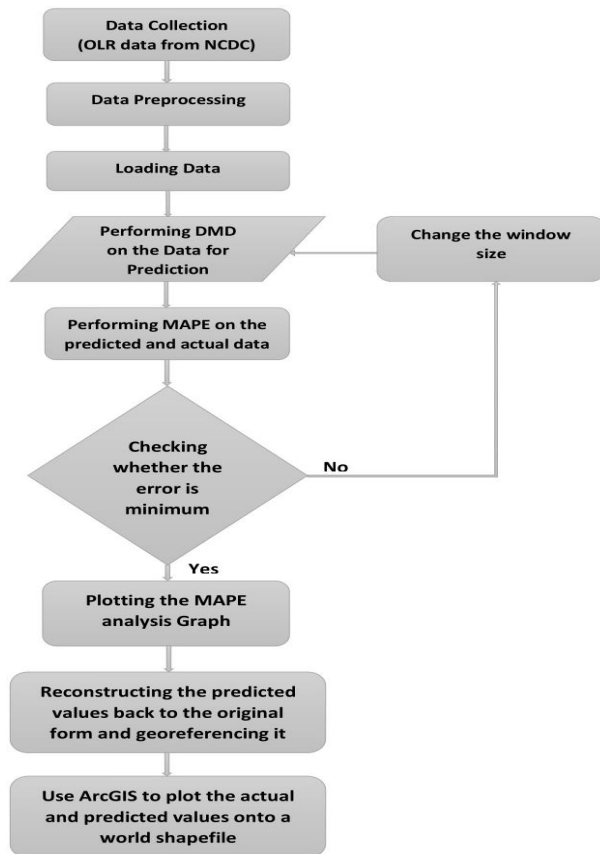 Data Collection
(OLR data from NCDC)
Data Preprocessing
Loading Data
Performing DMD
on the Data for
Prediction
Change the window
size
Performing MAPE on the
predicted and actual data
Checking
whether the
error is
minimum
No
Yes
Plotting the MAPE
analysis Graph
Reconstructing the predicted
values back to the original
form and georeferencing it
Use ArcGIS to plot the actual
and predicted values onto a
world shapefile